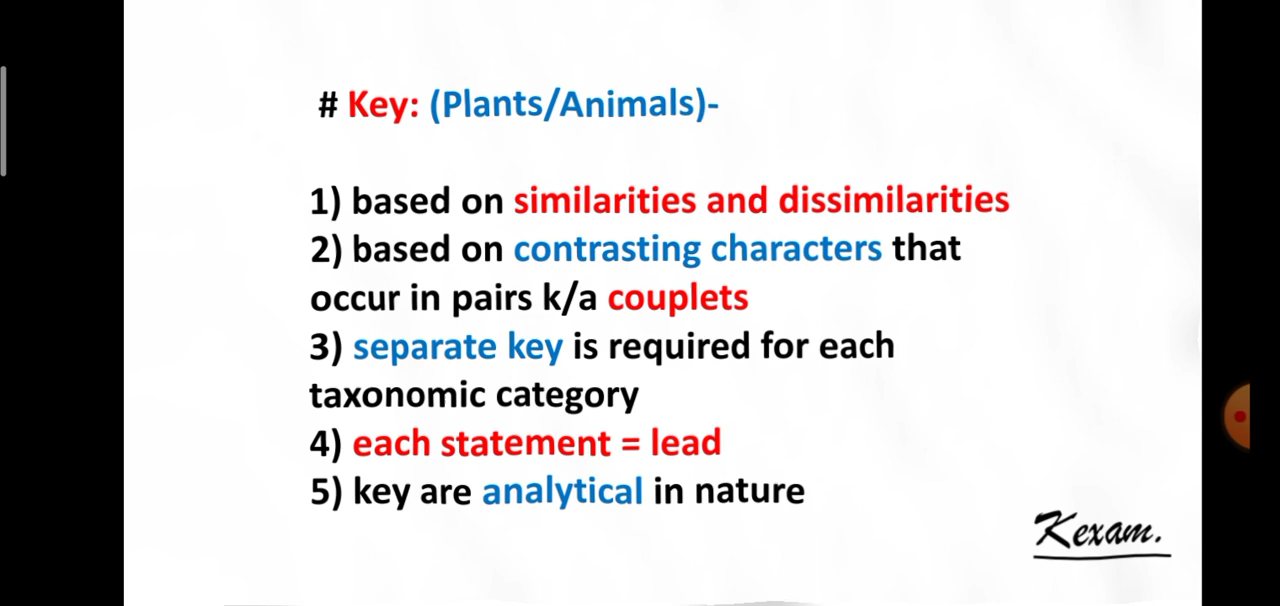 # Key: (Plants/Animals)-
1) based on similarities and dissimilarities
2) based on contrasting characters that
occur in pairs k/a couplets
3) separate key is required for each
taxonomic category
4) each statement = lead
5) key are analytical in nature
Kexam.